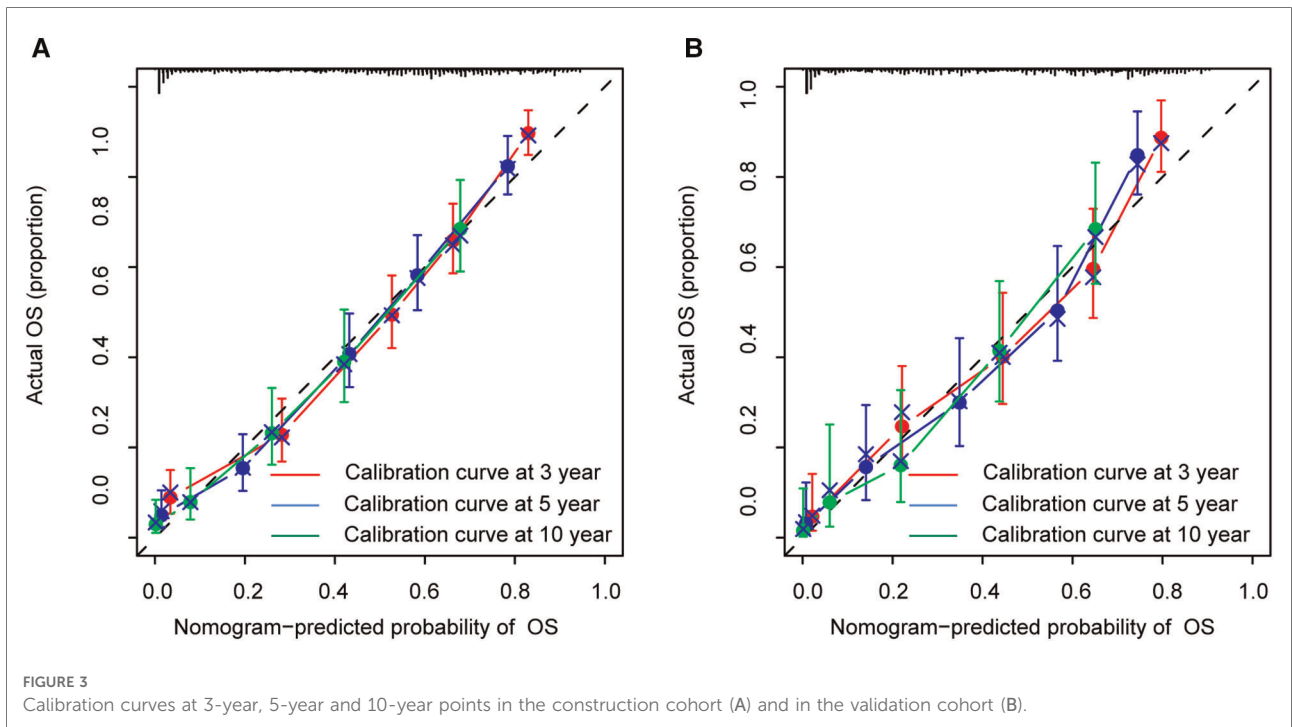 A
B
Actual OS (proportion)
1.0
0.8
0.6
0.4
0.2
0.0
Calibration curve at 3 year
Calibration curve at 5 year
Calibration curve at 10 year
0.0 0.2 0.4 0.6 0.8 1.0
Nomogram−predicted probability of OS
Actual OS (proportion)
1.0
0.8
0.6
0.4
0.2
0.0
Calibration curve at 3 year
Calibration curve at 5 year
Calibration curve at 10 year
0.0 0.2 0.4 0.6 0.8 1.0
Nomogram−predicted probability of OS
FIGURE 3
Calibration curves at 3-year, 5-year and 10-year points in the construction cohort (A) and in the validation cohort (B).